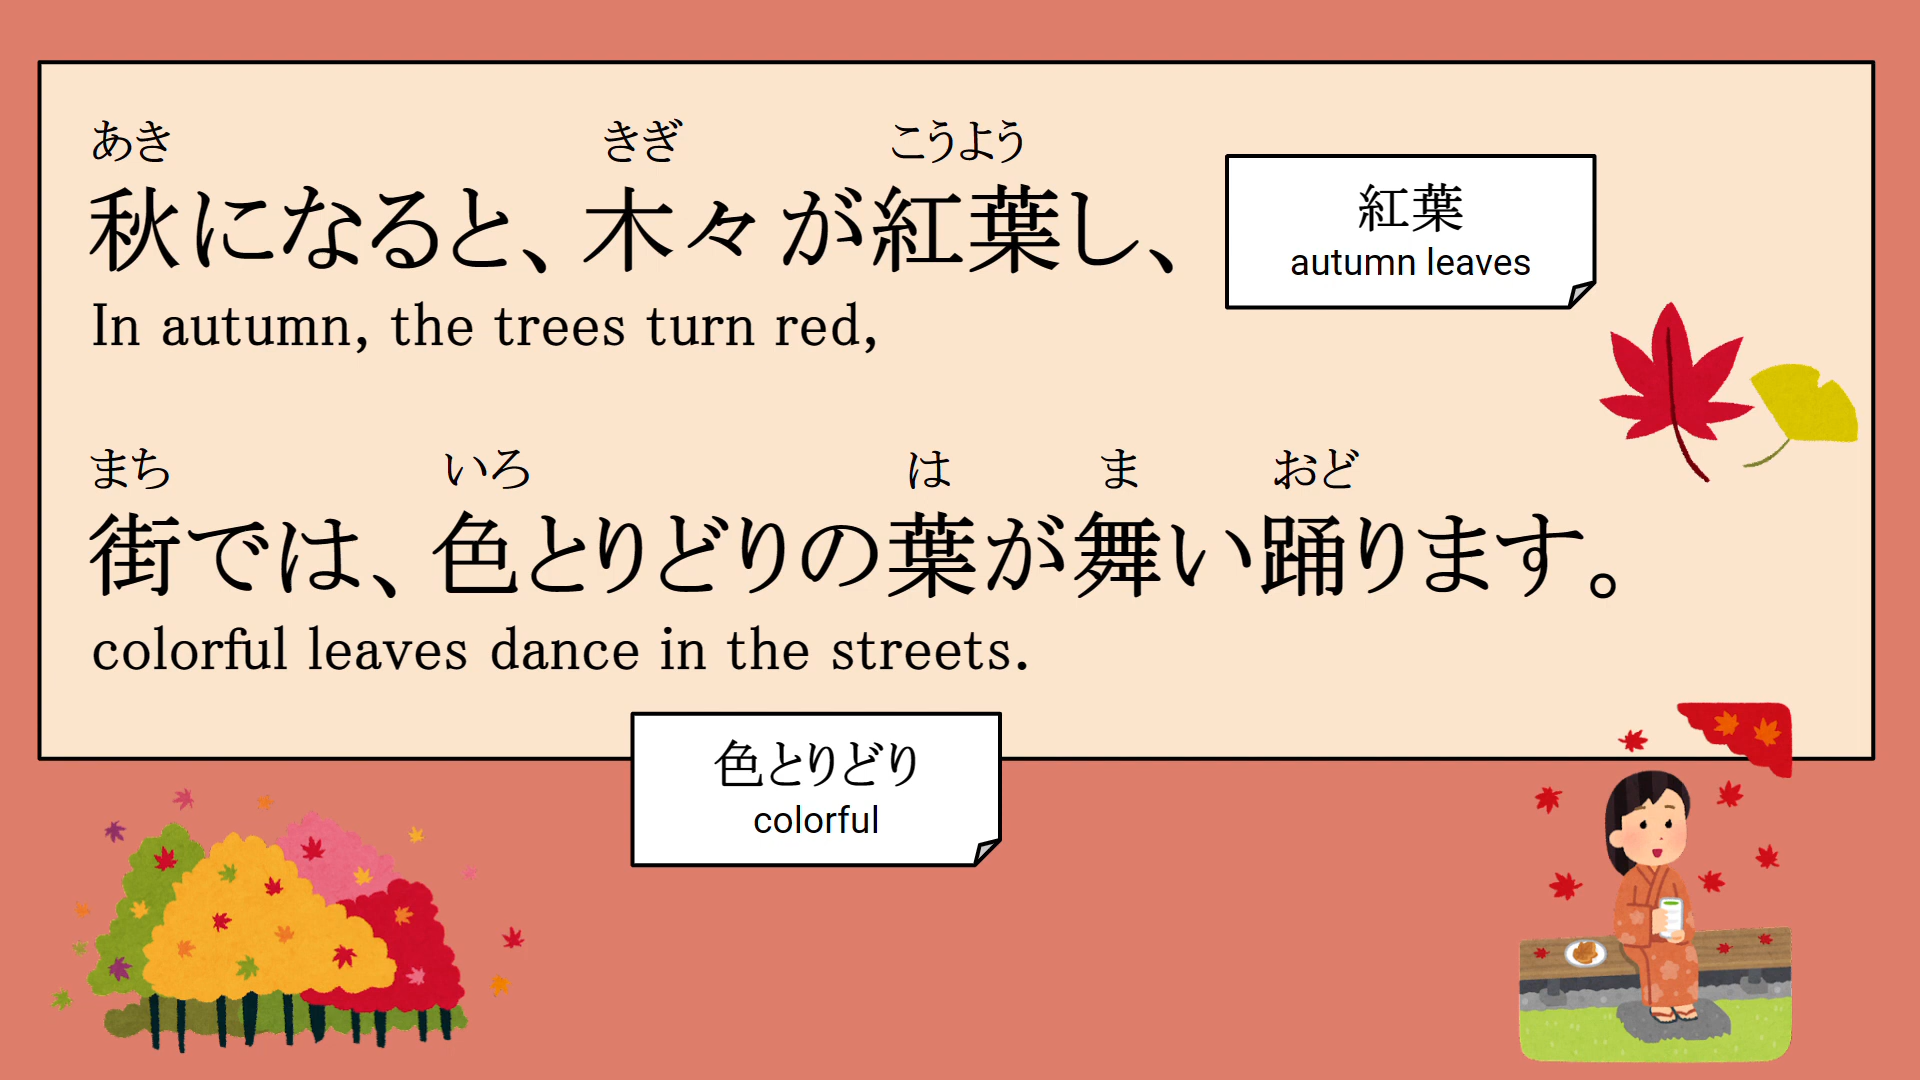 あき きぎ こうよう
秋になると、木々が紅葉し、
In autumn, the trees turn red,
紅葉
autumn leaves
まち いろ は ま おど
街では、色とりどりの葉が舞い踊ります。
colorful leaves dance in the streets.
色とりどり
colorful